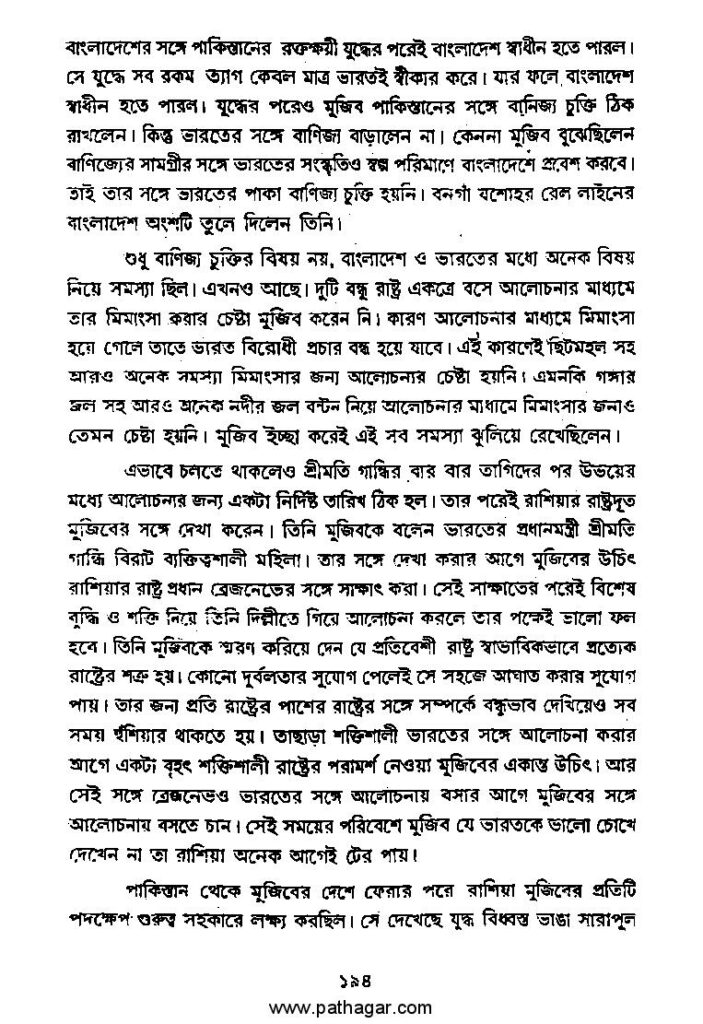 বাংলাদেশের সঙ্গে পাকিস্তানের রক্তক্ষয়ী যুদ্ধের পরেই বাংলাদেশ স্বাধীন হতে পারল।
সে যুদ্ধে সব রকম ত্যাগ কেবল মাত্র ভারতই স্বীকার করে। যার ফলে বাংলাদেশ
স্বাধীন হতে পারল। যুদ্ধের পরেও মুজিব পাকিস্তানের সঙ্গে বানিজ্য চুক্তি ঠিক
রাখলেন। কিন্তু ভারতের সঙ্গে বাণিজ্য বাড়ালেন না। কেননা মুজিব বুঝেছিলেন
বাণিজ্যের সামগ্রীর সঙ্গে ভারতের সংস্কৃতিও স্বল্প পরিমাণে বাংলাদেশে প্রবেশ করবে।
তাই তার সঙ্গে ভারতের পাকা বাণিজ্য চুক্তি হয়নি। বনগাঁ যশোহর রেল লাইনের
বাংলাদেশ অংশটি তুলে দিলেন তিনি।
শুধু বাণিজ্য চুক্তির বিষয় নয়, বাংলাদেশ ও ভারতের মধ্যে অনেক বিষয়
নিয়ে সমস্যা ছিল। এখনও আছে। দুটি বন্ধু রাষ্ট্র একত্রে বসে আলোচনার মাধ্যমে
তার মিমাংসা করার চেষ্টা মুজিব করেন নি। কারণ আলোচনার মাধ্যমে মিমাংসা
হয়ে গেলে তাতে ভারত বিরোধী প্রচার বন্ধ হয়ে যাবে। এই কারণেই ছিটমহল সহ
আরও অনেক সমস্যা মিমাংসার জন্য আলোচনার চেষ্টা হয়নি। এমনকি গঙ্গার
জল সহ আরও অনেক নদীর জল বন্টন নিয়ে আলোচনার মাধ্যমে মিমাংসার জন্যও
তেমন চেষ্টা হয়নি। মুজিব ইচ্ছা করেই এই সব সমস্যা ঝুলিয়ে রেখেছিলেন।
এভাবে চলতে থাকলেও শ্রীমতি গান্ধির বার বার তাগিদের পর উভয়ের
মধ্যে আলোচনার জন্য একটা নির্দিষ্ট তারিখ ঠিক হল। তার পরেই রাশিয়ার রাষ্ট্রদূত
মুজিবের সঙ্গে দেখা করেন। তিনি মুজিবকে বলেন ভারতের প্রধানমন্ত্রী শ্রীমতি
গান্ধি বিরাট ব্যক্তিত্বশালী মহিলা। তার সঙ্গে দেখা করার আগে মুজিবের উচিৎ
রাশিয়ার রাষ্ট্র প্রধান ব্রেজনেভের সঙ্গে সাক্ষাৎ করা। সেই সাক্ষাতের পরেই বিশেষ
বুদ্ধি ও শক্তি নিয়ে তিনি দিল্লীতে গিয়ে আলোচনা করলে তার পক্ষেই ভালো ফল
হবে। তিনি মুজিবকে স্মরণ করিয়ে দেন যে প্রতিবেশী রাষ্ট্র স্বাভাবিকভাবে প্রত্যেক
রাষ্ট্রের শত্রু হয়। কোনো দুর্বলতার সুযোগ পেলেই সে সহজে আঘাত করার সুযোগ
পায়। তার জন্য প্রতি রাষ্ট্রের পাশের রাষ্ট্রের সঙ্গে সম্পর্কে বন্ধুভাব দেখিয়েও সব
সময় হুঁশিয়ার থাকতে হয়। তাছাড়া শক্তিশালী ভারতের সঙ্গে আলোচনা করার
আগে একটা বৃহৎ শক্তিশালী রাষ্ট্রের পরামর্শ নেওয়া মুজিবের একান্ত উচিৎ। আর
সেই সঙ্গে ব্রেজনেভও ভারতের সঙ্গে আলোচনায় বসার আগে মুজিবের সঙ্গে
আলোচনায় বসতে চান। সেই সময়ের পরিবেশে মুজিব যে ভারতকে ভালো চোখে
দেখেন না তা রাশিয়া অনেক আগেই টের পায়।
পাকিস্তান থেকে মুজিবের দেশে ফেরার পরে রাশিয়া মুজিবের প্রতিটি
পদক্ষেপ গুরুত্ব সহকারে লক্ষ্য করছিল। সে দেখেছে যুদ্ধ বিধ্বস্ত ভাঙা সারাপুল
১৯৪
www.pathagar.com